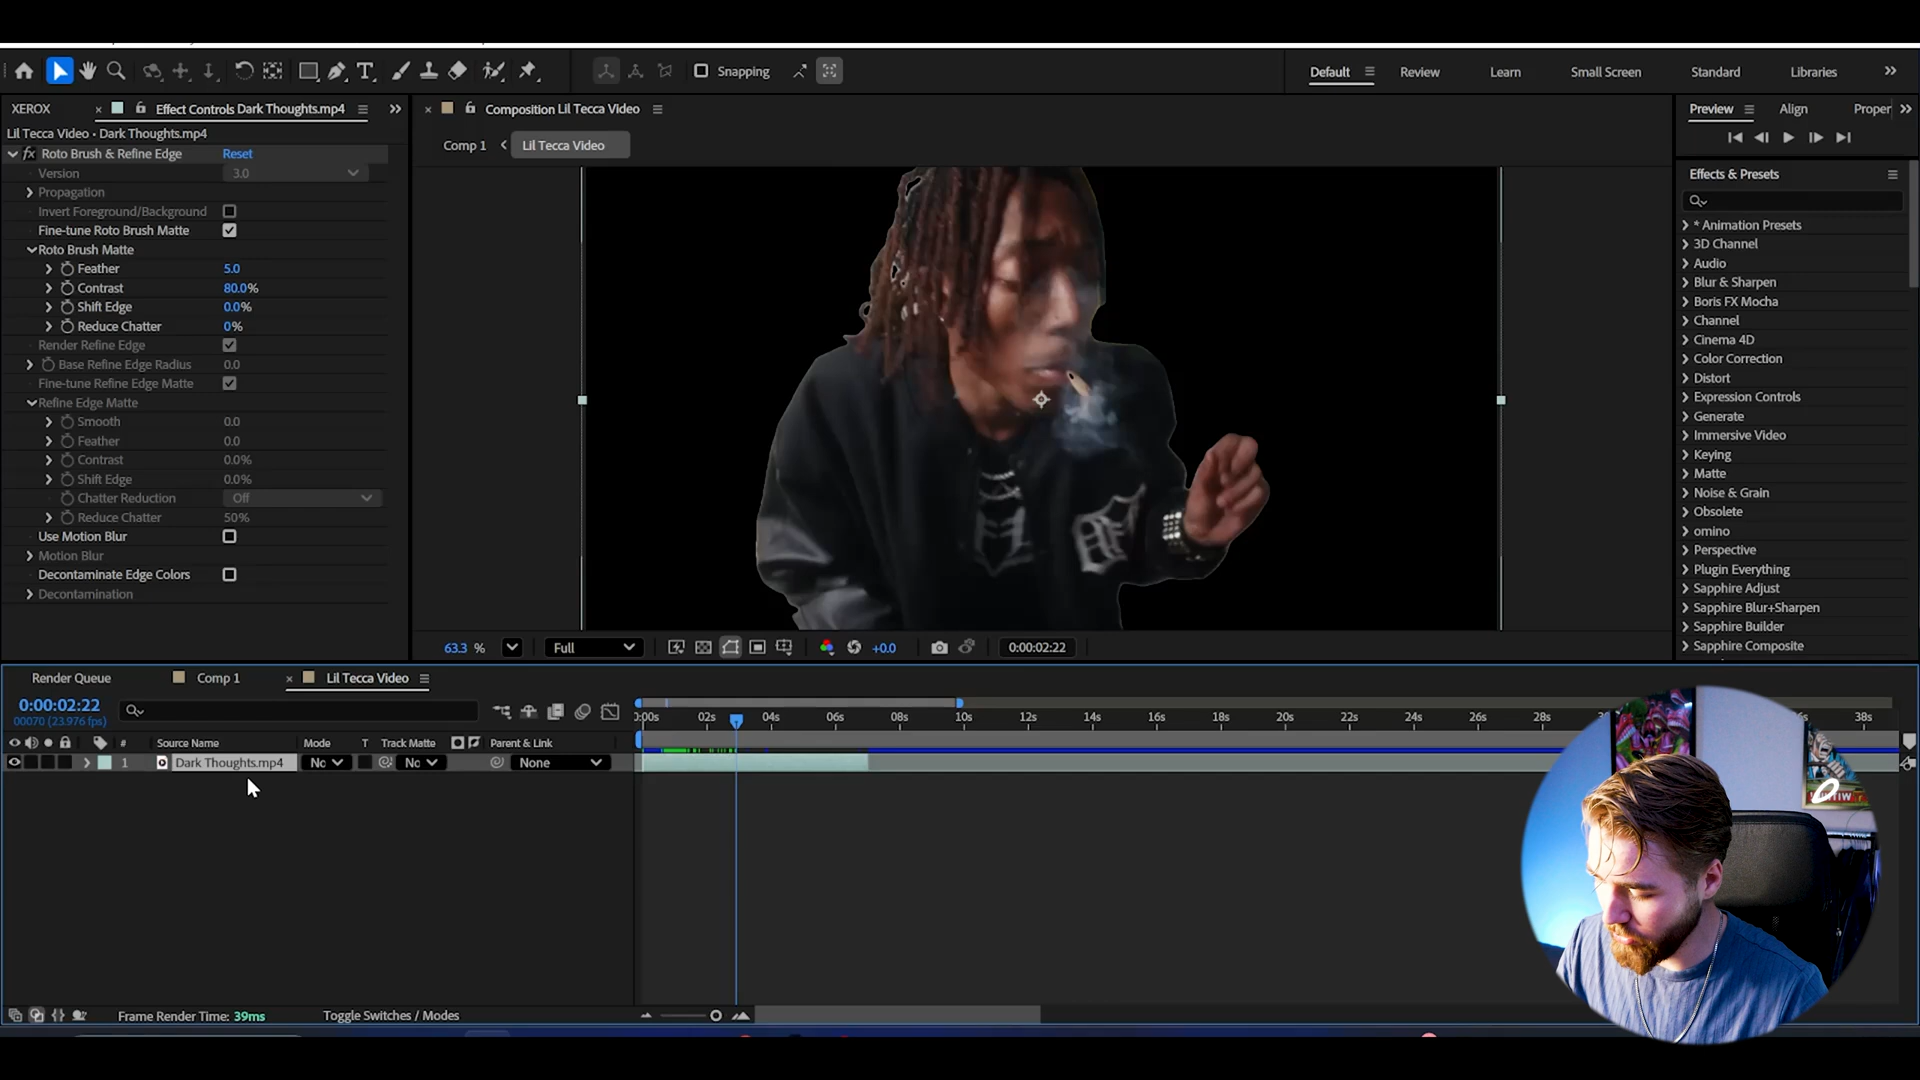 Snapping
Default
Review
Learn
Small Screen
Standard
Libraries
XEROX
Effect Controls Dark Thoughts.mp4
Composition Lil Tecca Video
Preview
Align
Proper
Lil Tecca Video • Dark Thoughts.mp4
Comp 1
Lil Tecca Video
fx Roto Brush & Refine Edge Reset
Version 3.0
Propagation
Invert Foreground/Background
Fine-tune Roto Brush Matte
Roto Brush Matte
Feather 5.0
Contrast 80.0%
Shift Edge 0.0%
Reduce Chatter 0%
Render Refine Edge
Base Refine Edge Radius 0.0
Fine-tune Refine Edge Matte
Refine Edge Matte
Smooth 0.0
Feather 0.0
Contrast 0.0%
Shift Edge 0.0%
Chatter Reduction Off
Reduce Chatter 50%
Use Motion Blur
Motion Blur
Decontaminate Edge Colors
Decontamination
Effects & Presets
* Animation Presets
3D Channel
Audio
Blur & Sharpen
Boris FX Mocha
Channel
Cinema 4D
Color Correction
Distort
Expression Controls
Generate
Immersive Video
Keying
Matte
Noise & Grain
Obsolete
omino
Perspective
Plugin Everything
Sapphire Adjust
Sapphire Blur+Sharpen
Sapphire Builder
Sapphire Composite
63.3 %
Full
+0.0
0:00:02:22
Render Queue
Comp 1
Lil Tecca Video
0:00:02:22
00070 (23.976 fps)
):00s 02s 04s 06s 08s 10s 12s 14s 16s 18s 20s 22s 24s 26s 28s 38s
# Source Name Mode T Track Matte Parent & Link
1 Dark Thoughts.mp4 Nc Nc None
Frame Render Time: 39ms
Toggle Switches / Modes